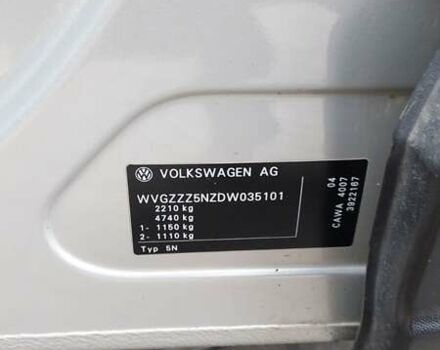 VOLKSWAGEN AG
WVGZZZ5NZDW035101
2210 kg
4740 kg
1- 1150 kg
2- 1110 kg
Typ 5N
04
CAWA 4007
3922167